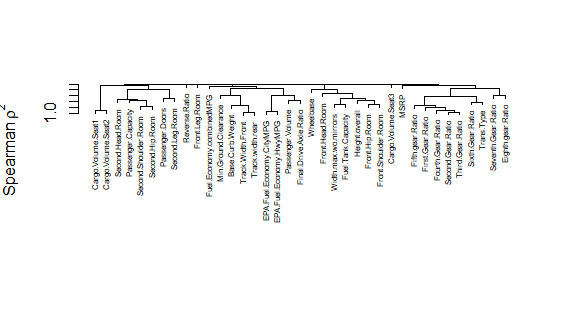 Spearman ρ2
1.0
Cargo.Volume.Seat1
Cargo.Volume.Seat2
Second.Head.Room
Passenger.Capacity
Second.Shoulder.Room
Second.Hip.Room
Passenger.Doors
Second.Leg.Room
Reverse.Ratio
Front.Leg.Room
Fuel.Economy.combinedMPG
Min.Ground.Clearance
Base.Curb.Weight
Track.Width.Front
Track.width.rear
EPA.Fuel.Economy.CityMPG
EPA.Fuel.Economy.HwyMPG
Passenger.Volume
Final.Drive.Axle.Ratio
Wheelbase
Front.Head.Room
Width.max.wo.mirrors
Fuel.Tank.Capacity
Height.overall
Front.Hip.Room
Front.Shoulder.Room
Cargo.Volume.Seat3
MSRP
Fifth.gear.Ratio
First.Gear.Ratio
Fourth.Gear.Ratio
Second.Gear.Ratio
Third.Gear.Ratio
Sixth.Gear.Ratio
Trans.Type
Seventh.Gear.Ratio
Eighth.gear.Ratio